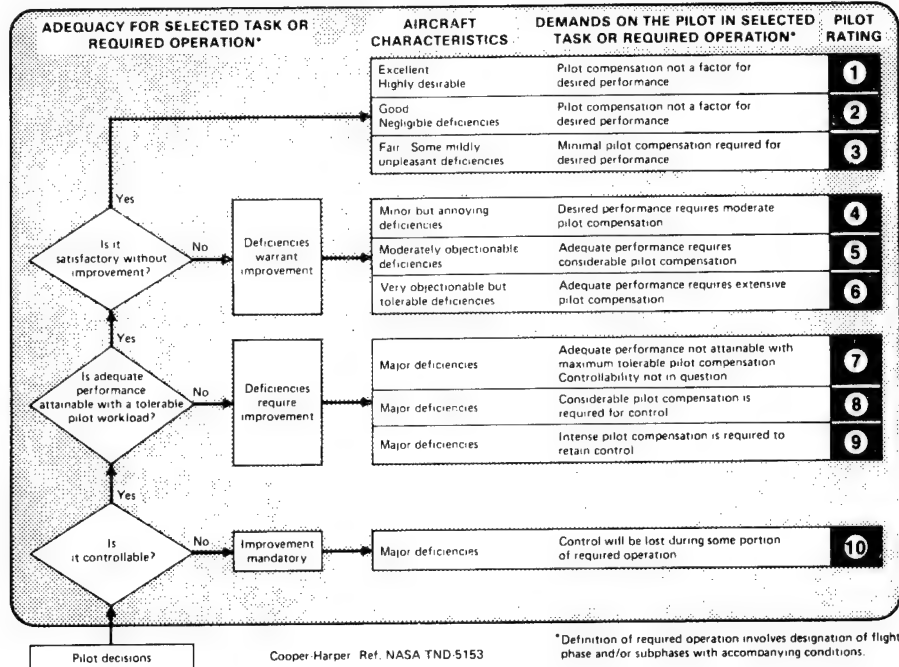 ADEQUACY FOR SELECTED TASK OR
REQUIRED OPERATION*
AIRCRAFT
CHARACTERISTICS
DEMANDS ON THE PILOT IN SELECTED
TASK OR REQUIRED OPERATION*
PILOT
RATING
Excellent
Highly desirable
Pilot compensation not a factor for
desired performance
1
Good
Negligible deficiencies
Pilot compensation not a factor for
desired performance
2
Fair Some mildly
unpleasant deficiencies
Minimal pilot compensation required for
desired performance
3
Yes
Is it
satisfactory without
improvement?
No
Deficiencies
warrant
improvement
Minor but annoying
deficiencies
Desired performance requires moderate
pilot compensation
4
Moderately objectionable
deficiencies
Adequate performance requires
considerable pilot compensation
5
Very objectionable but
tolerable deficiencies
Adequate performance requires extensive
pilot compensation
6
Yes
Is adequate
performance
attainable with a tolerable
pilot workload?
No
Deficiencies
require
improvement
Major deficiencies
Adequate performance not attainable with
maximum tolerable pilot compensation
Controllability not in question
7
Major deficiencies
Considerable pilot compensation is
required for control
8
Major deficiencies
Intense pilot compensation is required to
retain control
9
Yes
Is
it controllable?
No
Improvement
mandatory
Major deficiencies
Control will be lost during some portion
of required operation
10
Pilot decisions
Cooper-Harper Ref. NASA TND-5153
*Definition of required operation involves designation of flight
phase and/or subphases with accompanying conditions.